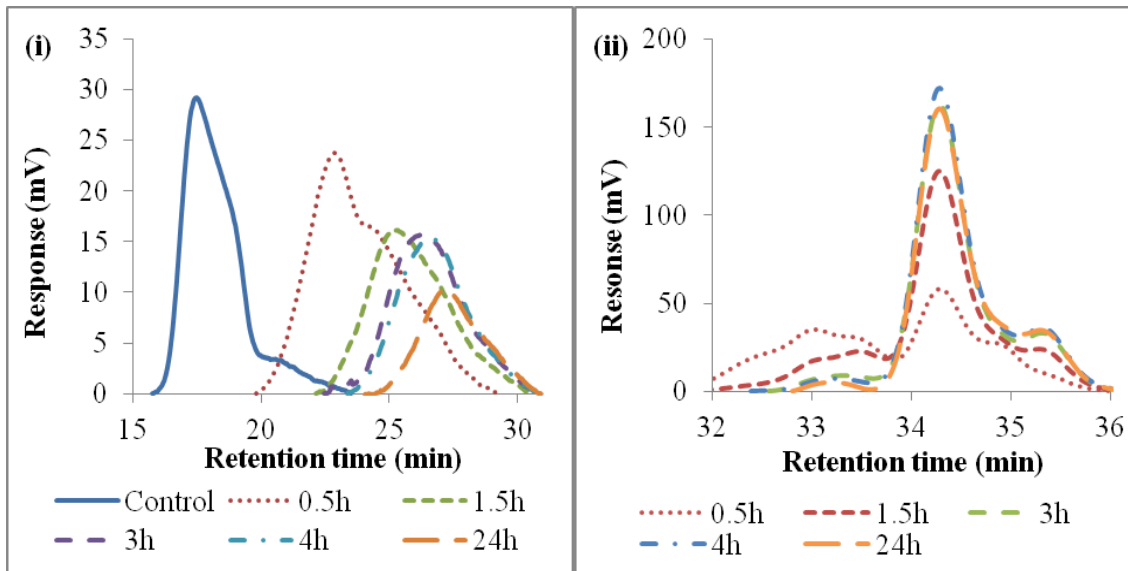 (i)
Response (mV)
35
30
25
20
15
10
5
0
15 20 25 30
Retention time (min)
Control 0.5h 1.5h
3h 4h 24h
(ii)
Resonse (mV)
200
150
100
50
0
32 33 34 35 36
Retention time (min)
0.5h 1.5h 3h
4h 24h